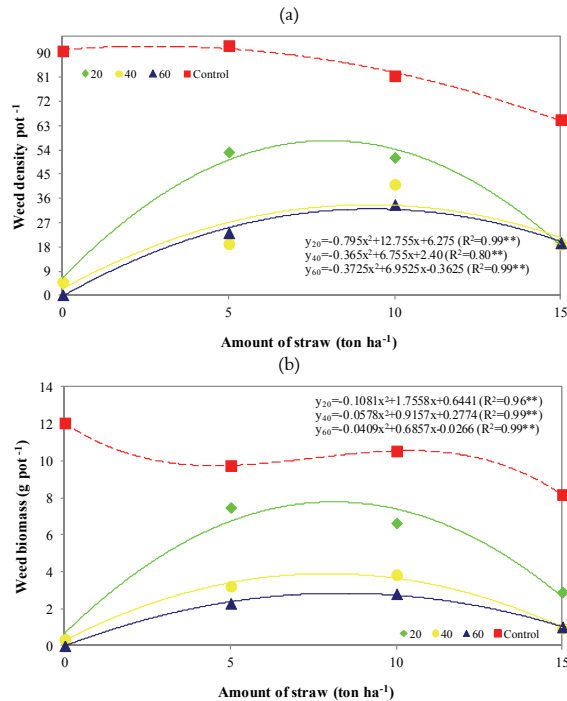 (a)
90
81
72
63
54
45
36
27
18
9
0
Weed density pot ⁻¹
20 40 60 Control
y₂₀=-0.795x²+12.755x+6.275 (R²=0.99**)
y₄₀=-0.365x²+6.755x+2.40 (R²=0.80**)
y₆₀=-0.3725x²+6.9525x-0.3625 (R²=0.99**)
0 5 10 15
Amount of straw (ton ha⁻¹)
(b)
14
12
10
8
6
4
2
0
Weed biomass (g pot⁻¹)
y₂₀=-0.1081x²+1.7558x+0.6441 (R²=0.96**)
y₄₀=-0.0578x²+0.9157x+0.2774 (R²=0.99**)
y₆₀=-0.0409x²+0.6857x-0.0266 (R²=0.99**)
20 40 60 Control
0 5 10 15
Amount of straw (ton ha⁻¹)